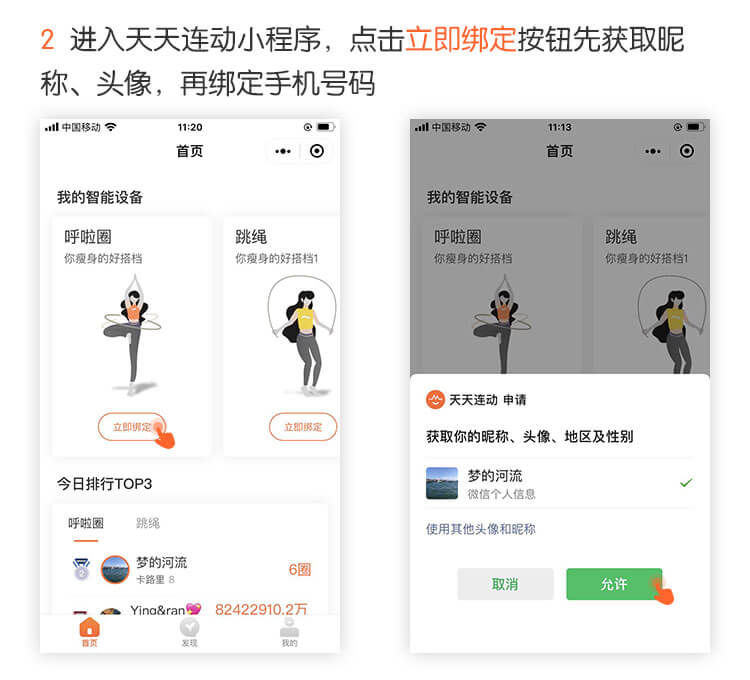 2 进入天天连动小程序，点击立即绑定按钮先获取昵
称、头像，再绑定手机号码
中国移动 11:20
首页
我的智能设备
呼啦圈 跳绳
你瘦身的好搭档 你瘦身的好搭档1
立即绑定 立即绑定
今日排行TOP3
呼啦圈 跳绳
2 梦的河流 6圈
卡路里 8
Ying&ran 82422910.2万
首页 发现 我的
中国移动 11:13
首页
我的智能设备
呼啦圈 跳绳
你瘦身的好搭档 你瘦身的好搭档1
天天连动 申请
获取你的昵称、头像、地区及性别
梦的河流
微信个人信息
使用其他头像和昵称
取消 允许